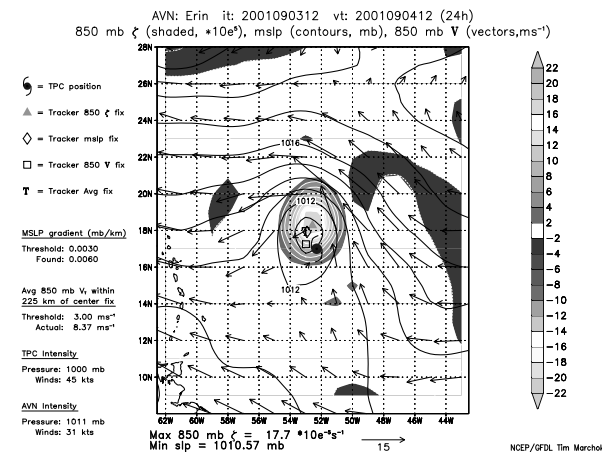 AVN: Erin it: 2001090312 vt: 2001090412 (24h)
850 mb ζ (shaded, *10e⁵), mslp (contours, mb), 850 mb V (vectors,ms⁻¹)
= TPC position
= Tracker 850 ζ fix
= Tracker mslp fix
= Tracker 850 V fix
T = Tracker Avg fix
MSLP gradient (mb/km)
Threshold: 0.0030
Found: 0.0060
Avg 850 mb Vₜ within
225 km of center fix
Threshold: 3.00 ms⁻¹
Actual: 8.37 ms⁻¹
TPC Intensity
Pressure: 1000 mb
Winds: 45 kts
AVN Intensity
Pressure: 1011 mb
Winds: 31 kts
28N
26N
24N
22N
20N
18N
16N
14N
12N
10N
1016
1012
1012
62W 60W 58W 56W 54W 52W 50W 48W 46W 44W
Max 850 mb ζ = 17.7 *10e⁻⁵s⁻¹
Min slp = 1010.57 mb
15
22
20
18
16
14
12
10
8
6
4
2
-2
-4
-6
-8
-10
-12
-14
-16
-18
-20
-22
NCEP/GFDL Tim Marchok